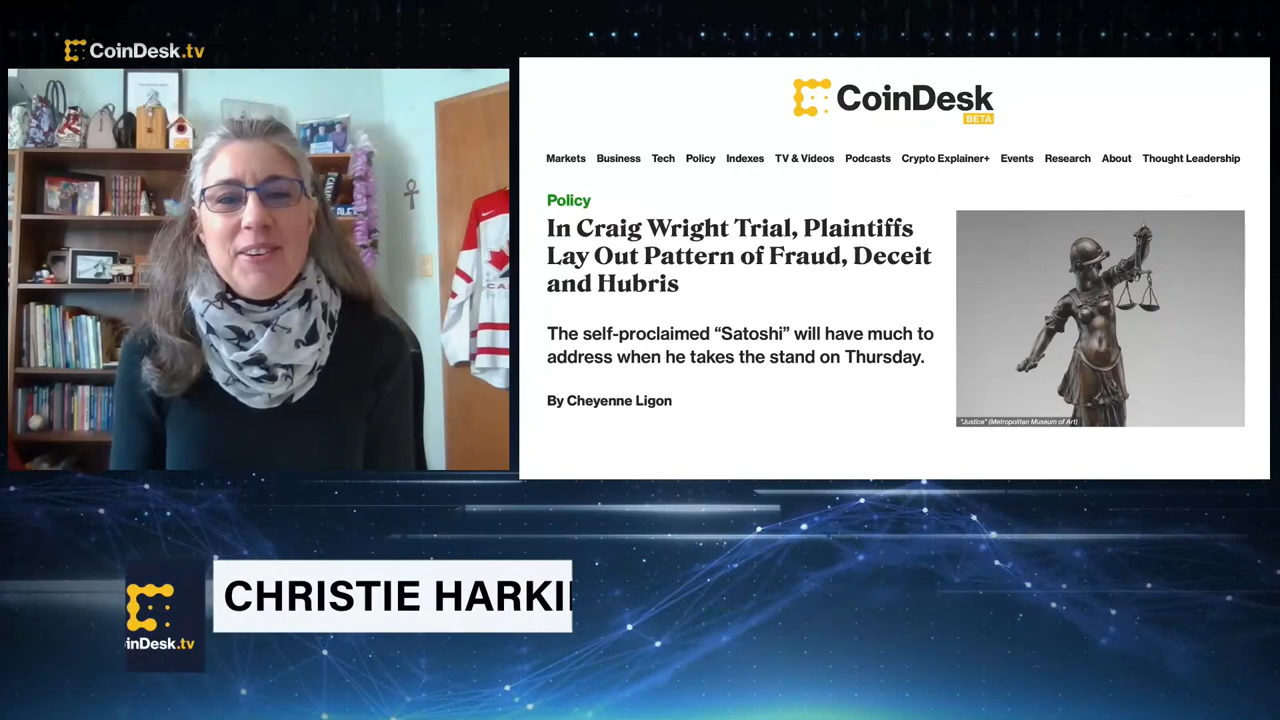 CoinDesk.tv
CoinDesk
BETA
Markets Business Tech Policy Indexes TV & Videos Podcasts Crypto Explainer+ Events Research About Thought Leadership
Policy
In Craig Wright Trial, Plaintiffs
Lay Out Pattern of Fraud, Deceit
and Hubris
The self-proclaimed “Satoshi” will have much to
address when he takes the stand on Thursday.
By Cheyenne Ligon
"Justice" (Metropolitan Museum of Art)
CHRISTIE HARKI
inDesk.tv